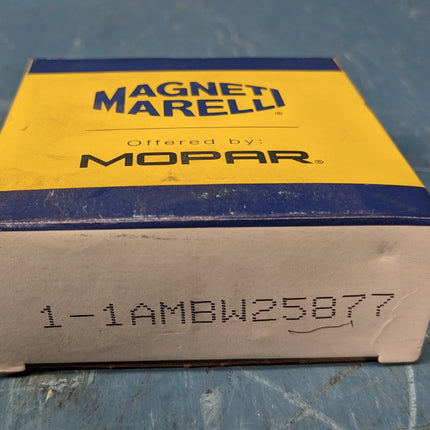 MAGNETI
MARELLI®
Offered by:
MOPAR®
1-1AMBW25877